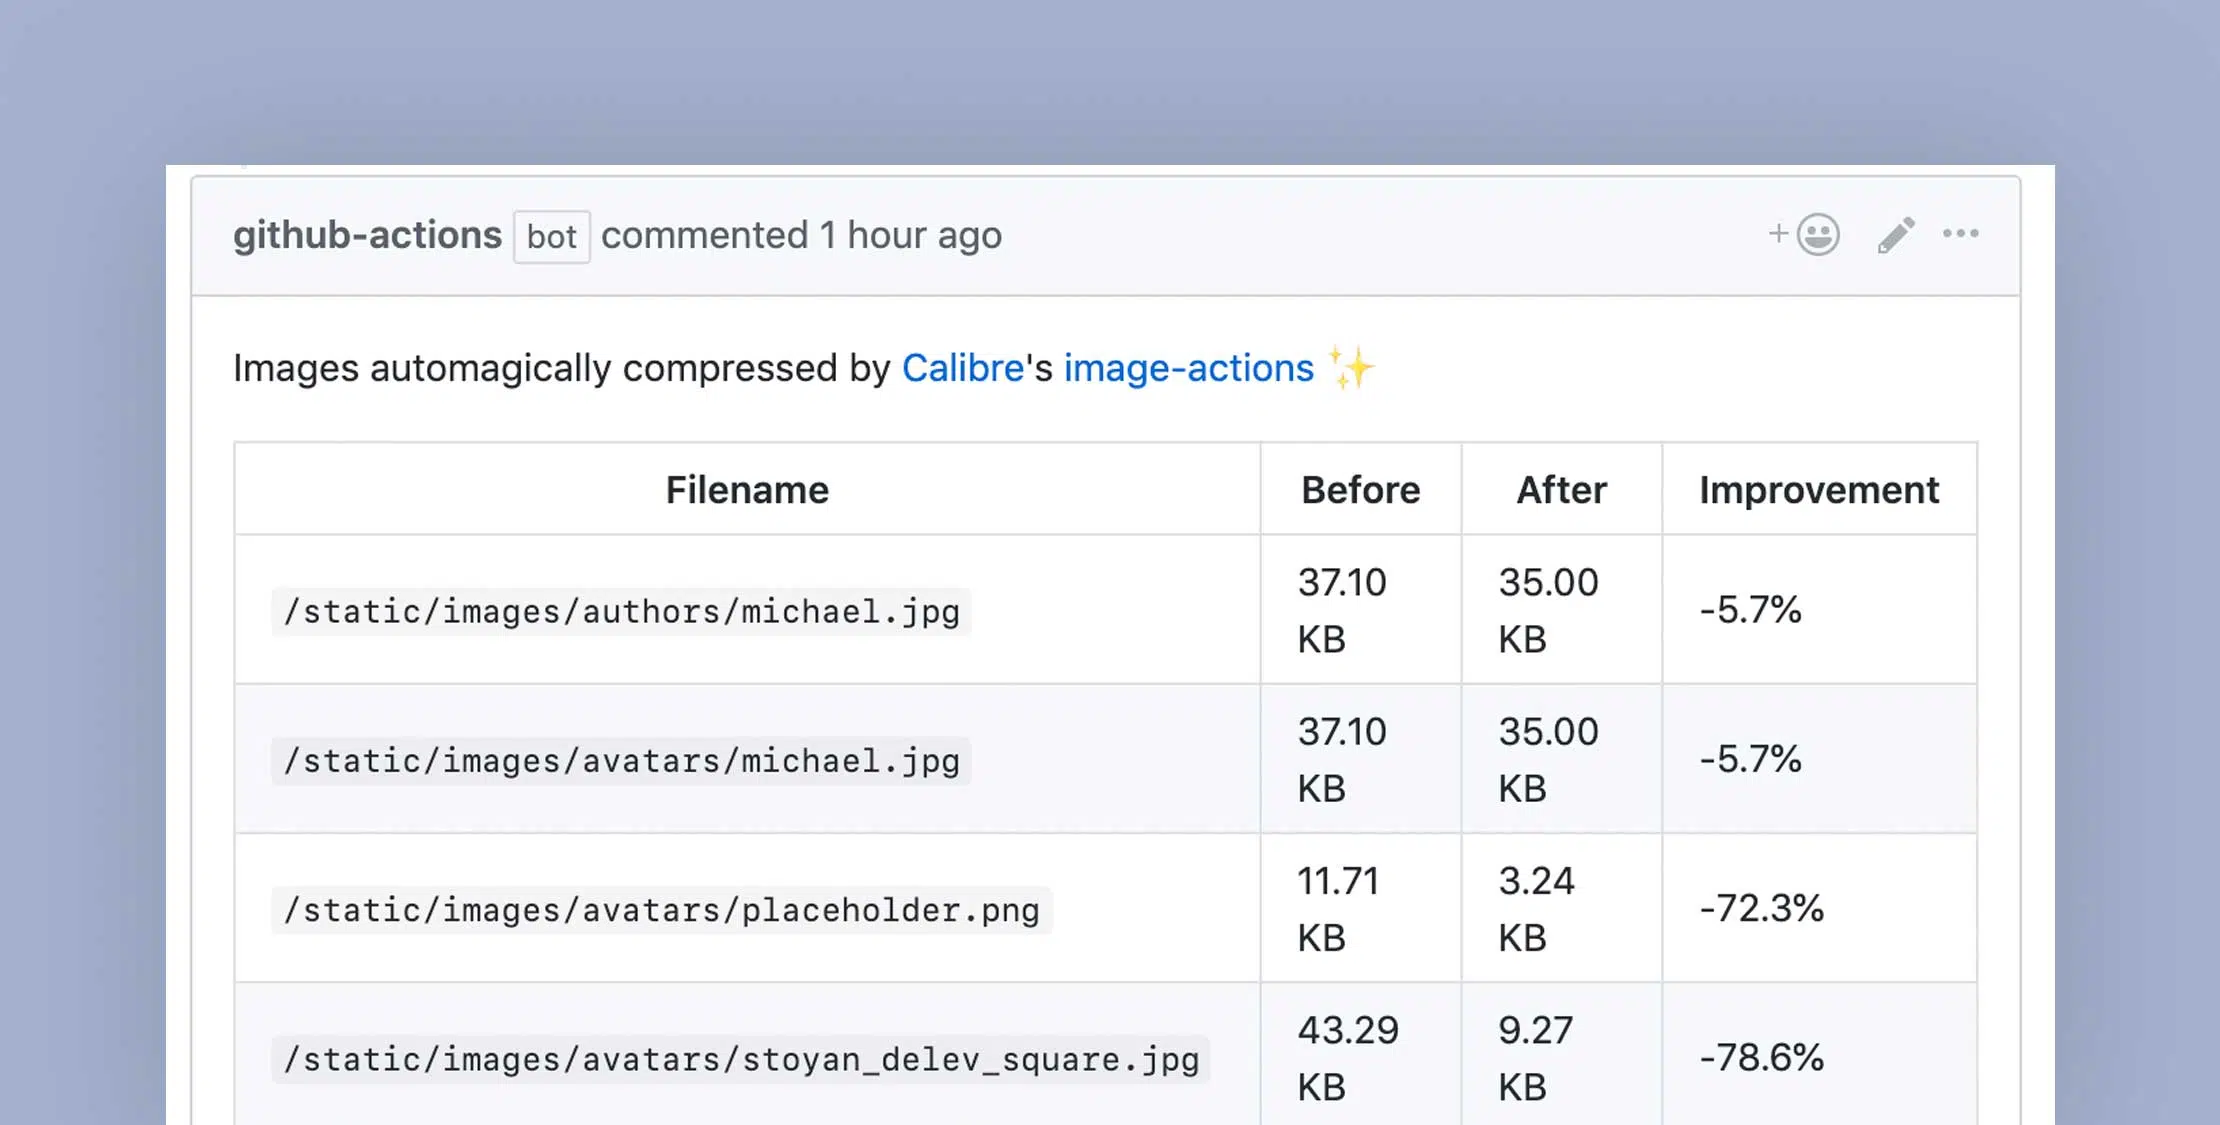 github-actions bot commented 1 hour ago
Images automagically compressed by Calibre's image-actions ✨
Filename Before After Improvement
/static/images/authors/michael.jpg 37.10 KB 35.00 KB -5.7%
/static/images/avatars/michael.jpg 37.10 KB 35.00 KB -5.7%
/static/images/avatars/placeholder.png 11.71 KB 3.24 KB -72.3%
/static/images/avatars/stoyan_delev_square.jpg 43.29 KB 9.27 KB -78.6%